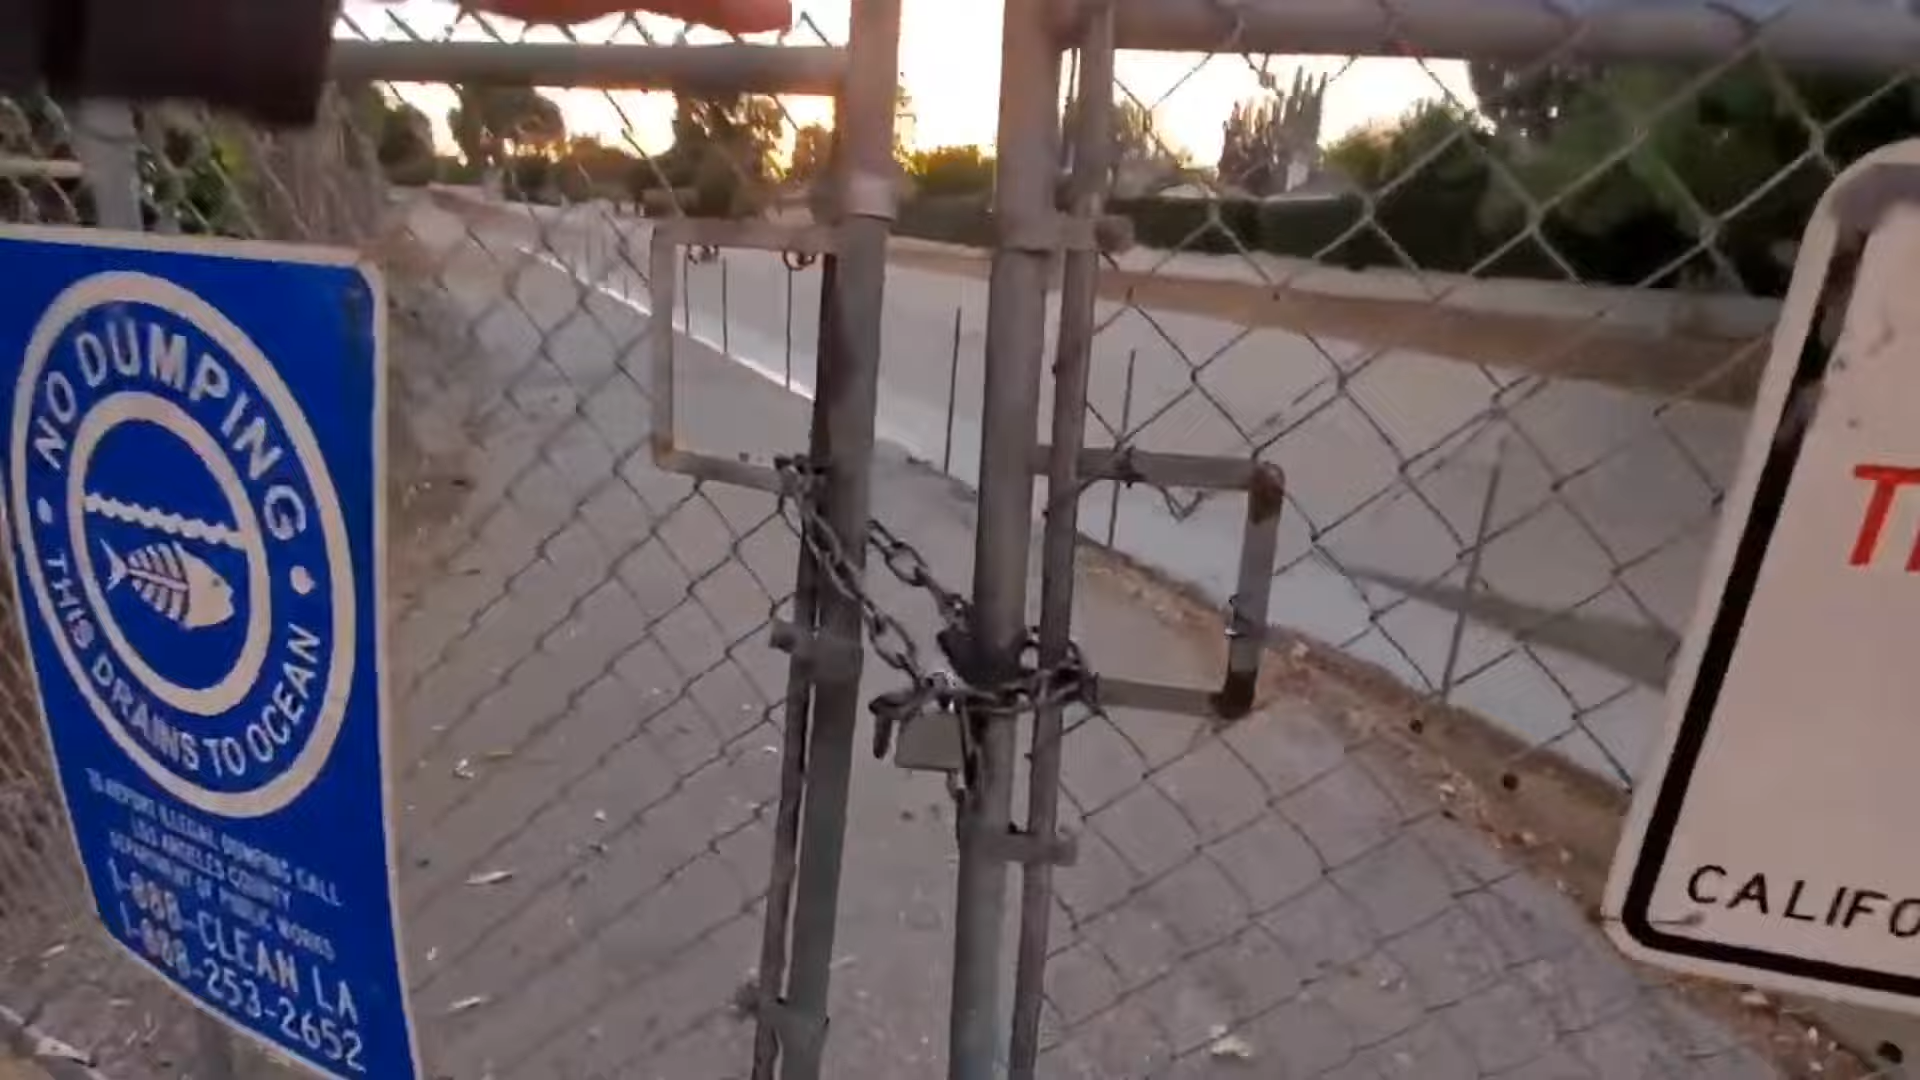 NO DUMPING
THIS DRAINS TO OCEAN
TO REPORT ILLEGAL DUMPING CALL
LOS ANGELES COUNTY
DEPARTMENT OF PUBLIC WORKS
1-888-CLEAN LA
1-888-253-2652
CALIFO